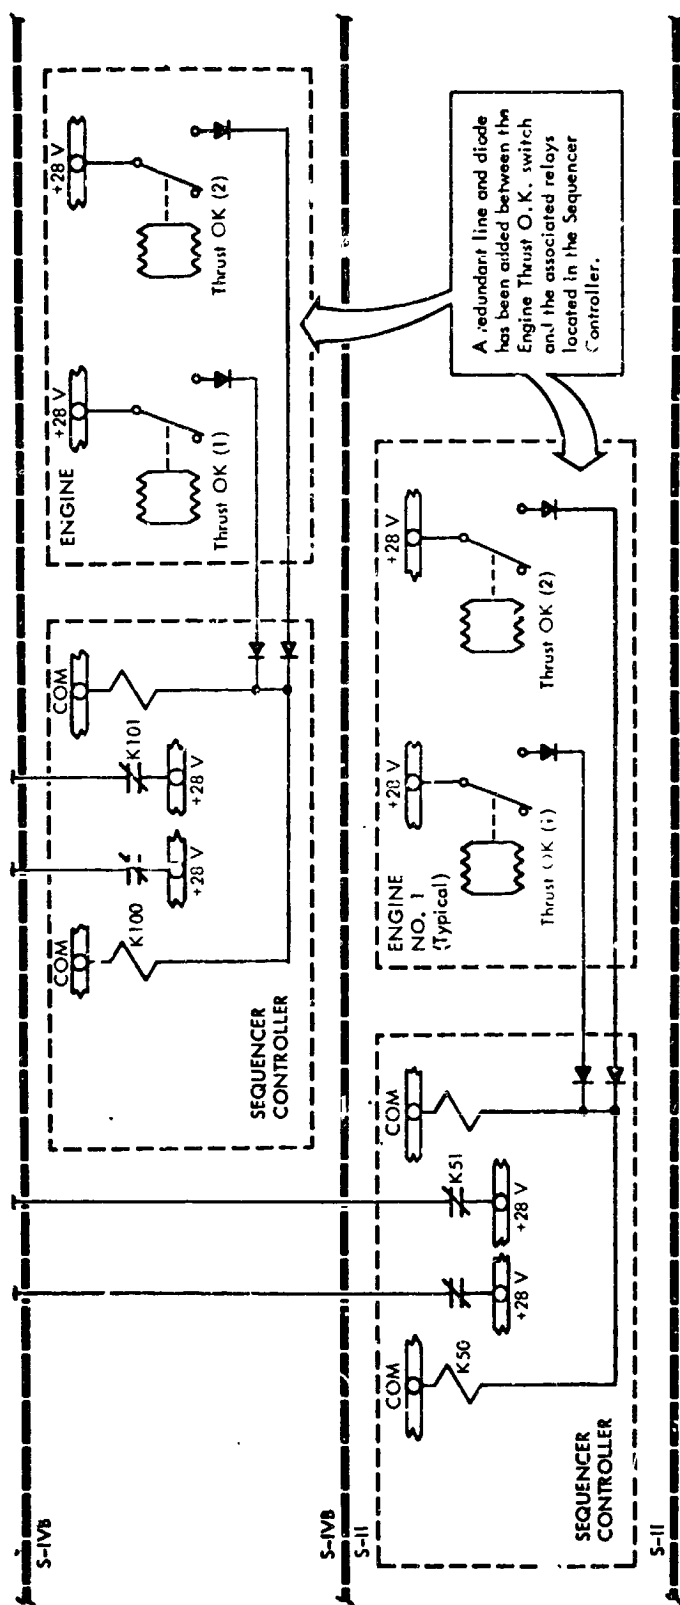 S-IVB
COM
K100
+28 V
K101
+28 V
COM
SEQUENCER
CONTROLLER
ENGINE
+28 V
Thrust OK (1)
+28 V
Thrust OK (2)
S-IVB
S-II
COM
K50
+28 V
K51
+28 V
COM
SEQUENCER
CONTROLLER
ENGINE
NO. 1
(Typical)
+28 V
Thrust OK (1)
+28 V
Thrust OK (2)
A redundant line and diode
has been added between the
Engine Thrust O.K. switch
and the associated relays
located in the Sequencer
Controller.
S-II